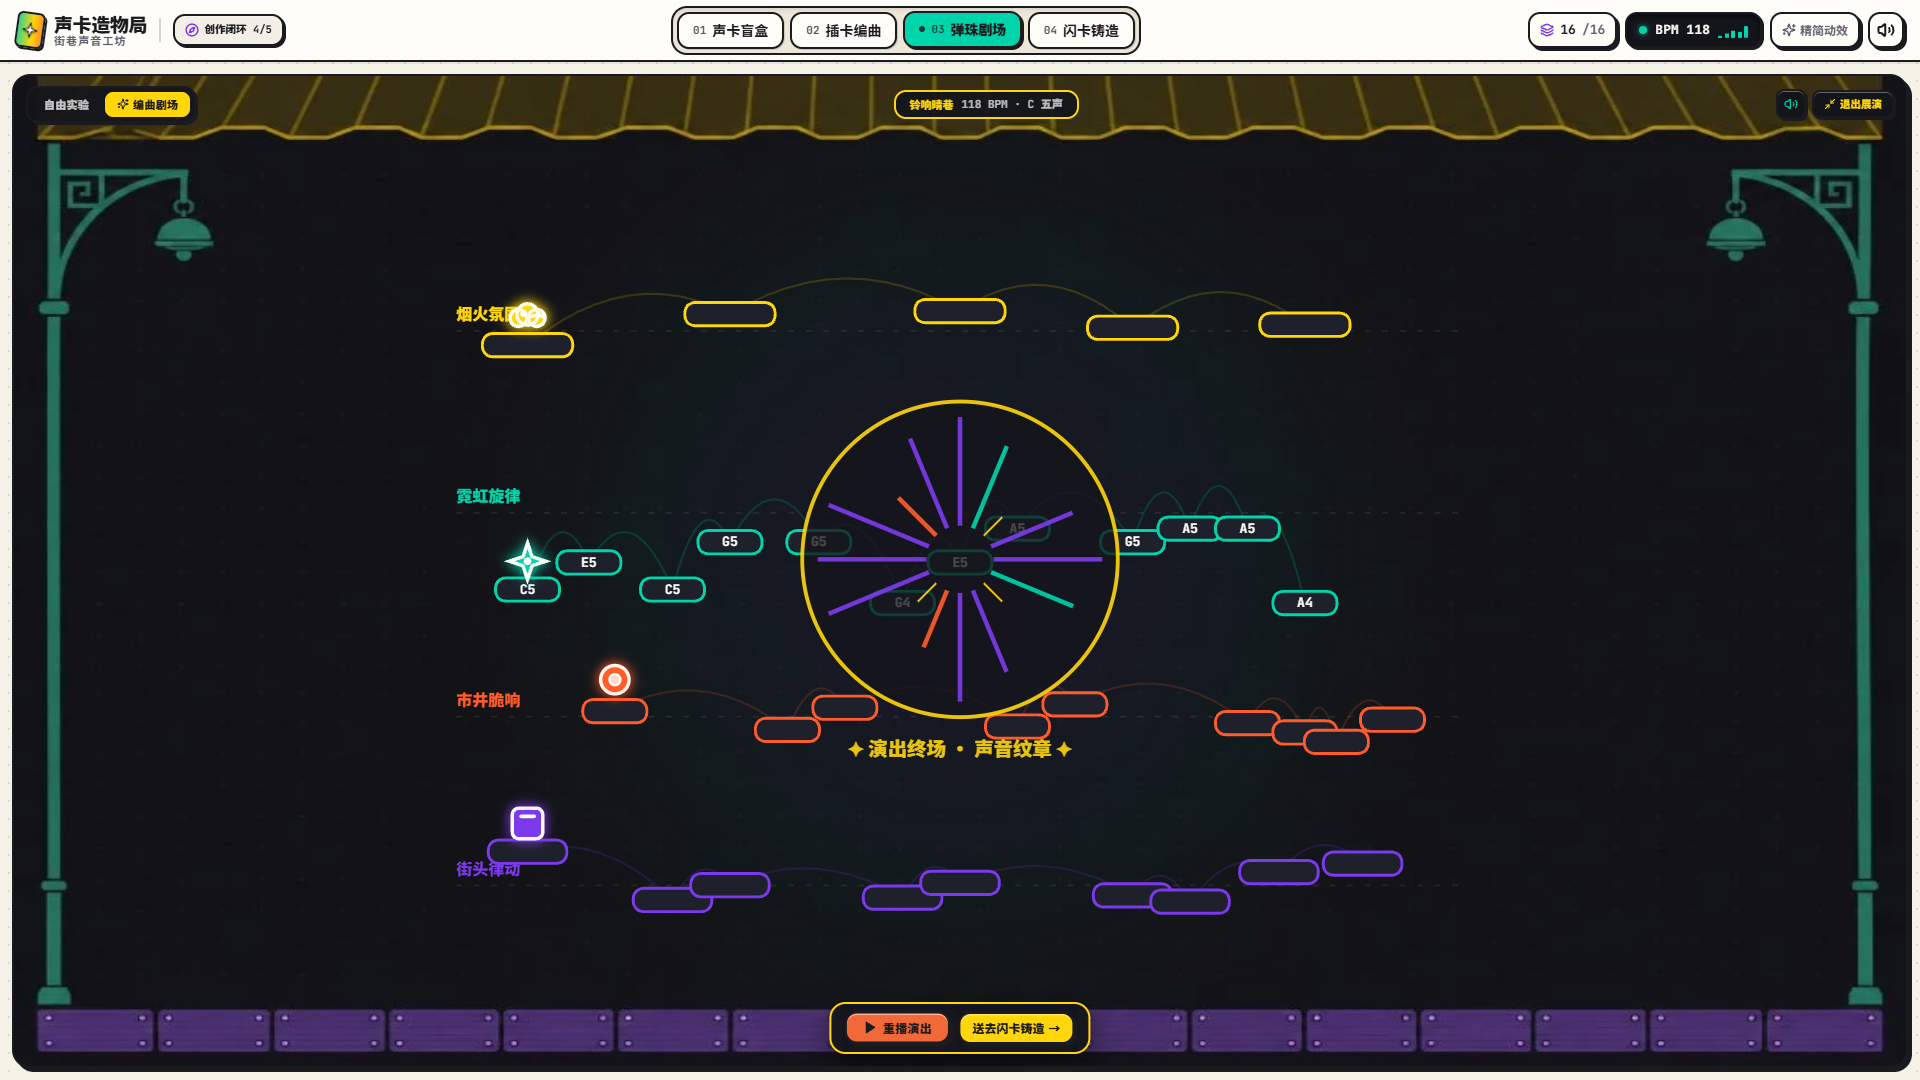 声卡造物局
街巷声音工坊
创作闭环 4/5
01 声卡盲盒
02 插卡编曲
03 弹珠剧场
04 闪卡铸造
16 /16
BPM 118
精简动效
自由实验
编曲剧场
铃响晴巷 118 BPM · C 五声
退出展演
烟火氛
霓虹旋律
C5
E5
C5
G5
G5
G4
E5
A5
G5
A5
A5
A4
市井脆响
✦ 演出终场 · 声音纹章 ✦
街头律动
重播演出
送去闪卡铸造 →